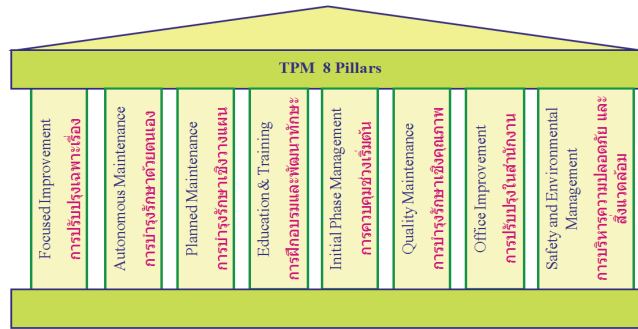 TPM 8 Pillars
Focused Improvement
การปรับปรุงเฉพาะเรื่อง
Autonomous Maintenance
การบำรุงรักษาด้วยตนเอง
Planned Maintenance
การบำรุงรักษาเชิงวางแผน
Education & Training
การฝึกอบรมและพัฒนาทักษะ
Initial Phase Management
การควบคุมช่วงเริ่มต้น
Quality Maintenance
การบำรุงรักษาเชิงคุณภาพ
Office Improvement
การปรับปรุงในสำนักงาน
Safety and Environmental
Management
การบริหารความปลอดภัย และ
สิ่งแวดล้อม